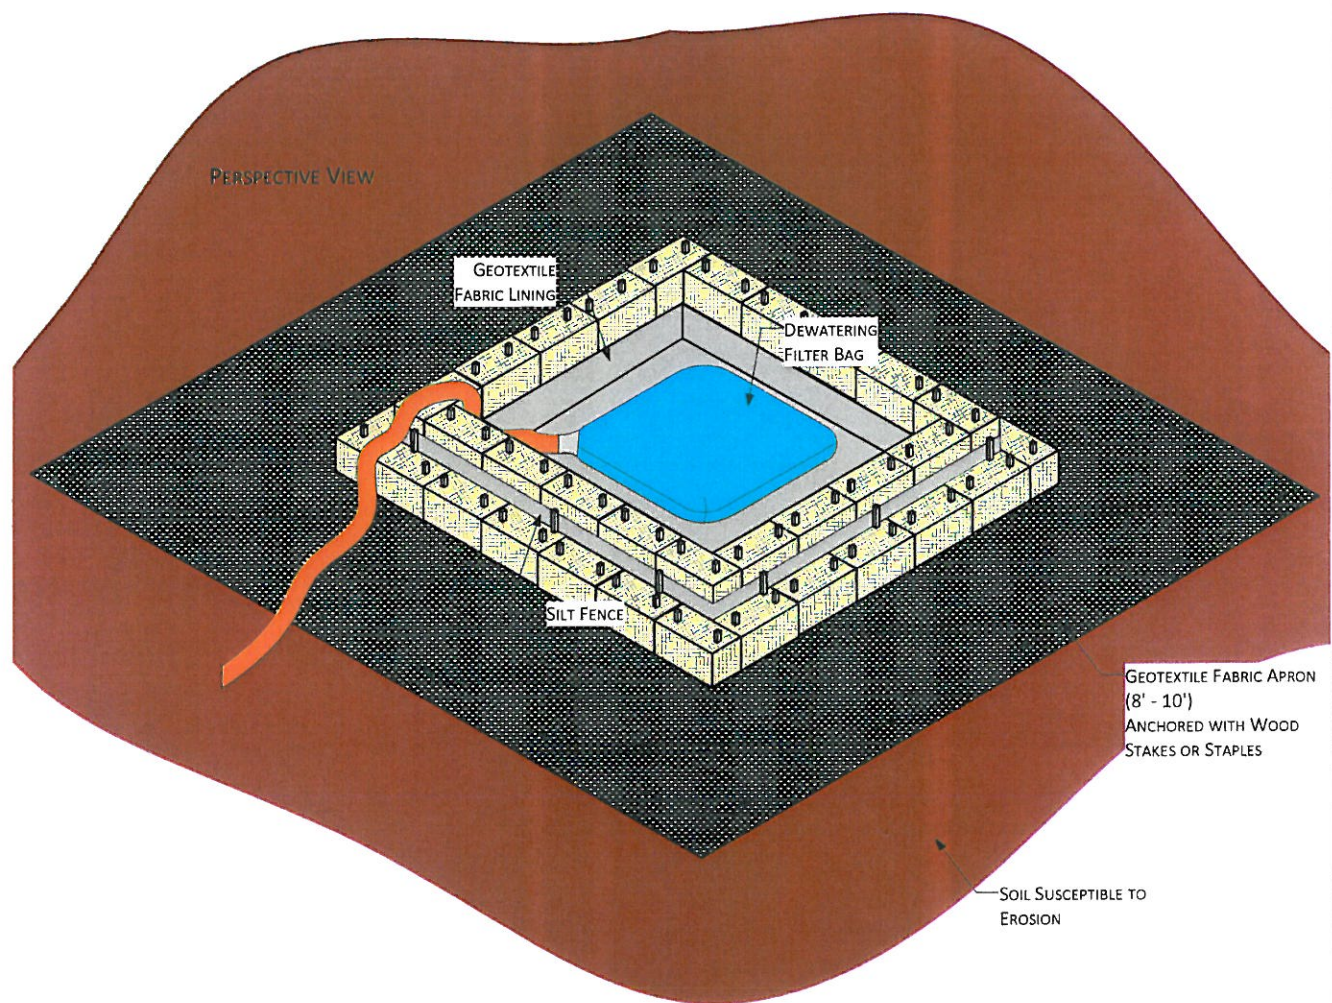 PERSPECTIVE VIEW
GEOTEXTILE
FABRIC LINING
DEWATERING
FILTER BAG
SILT FENCE
GEOTEXTILE FABRIC APRON
(8' - 10')
ANCHORED WITH WOOD
STAKES OR STAPLES
SOIL SUSCEPTIBLE TO
EROSION